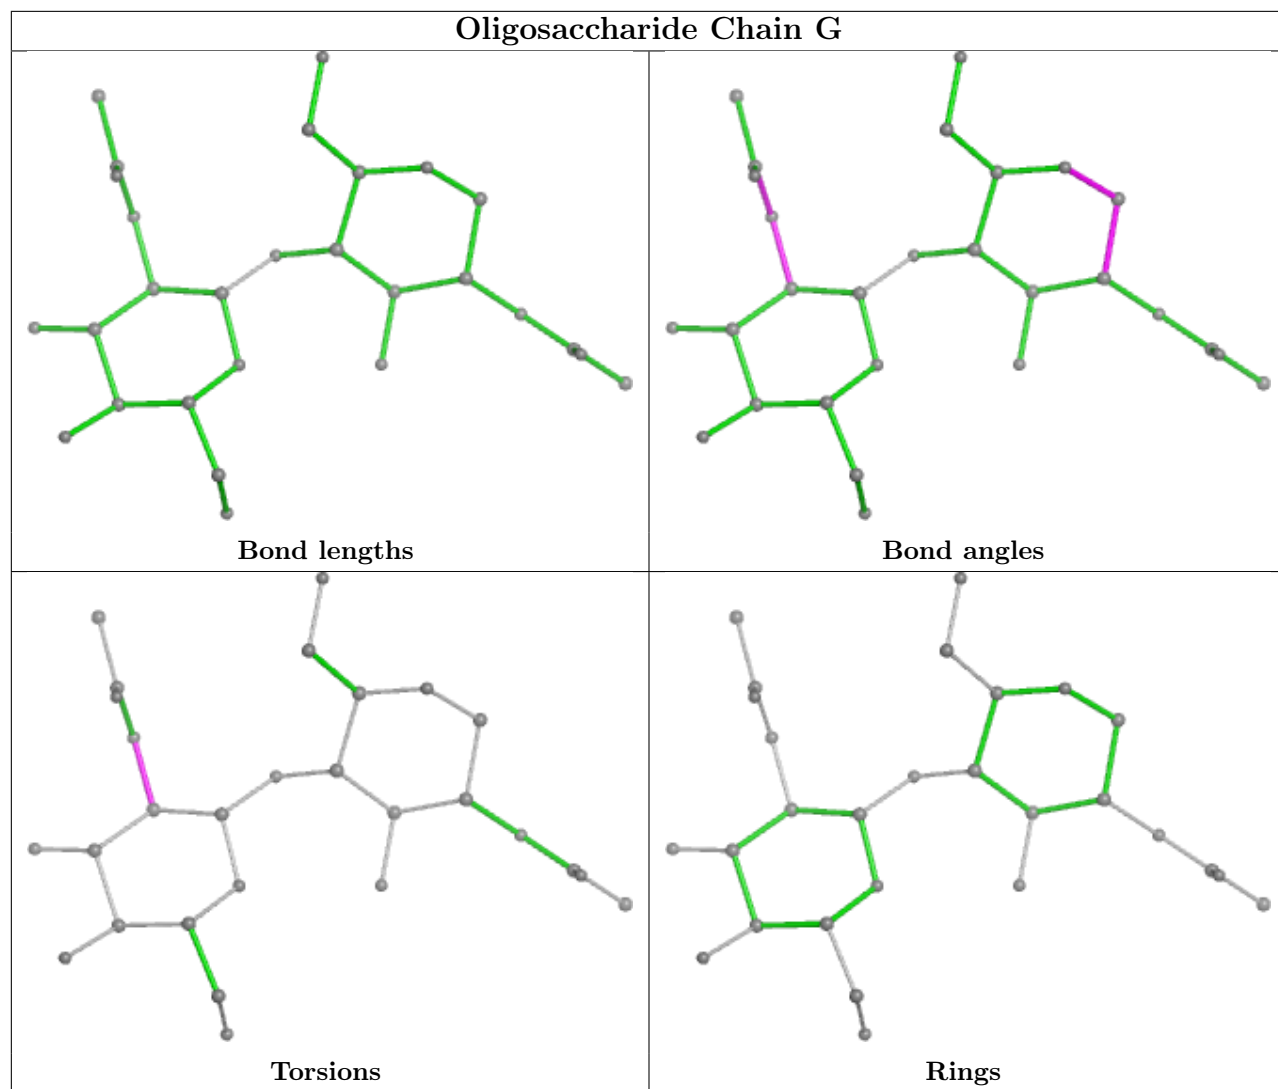 Oligosaccharide Chain G
Bond lengths
Bond angles
Torsions
Rings